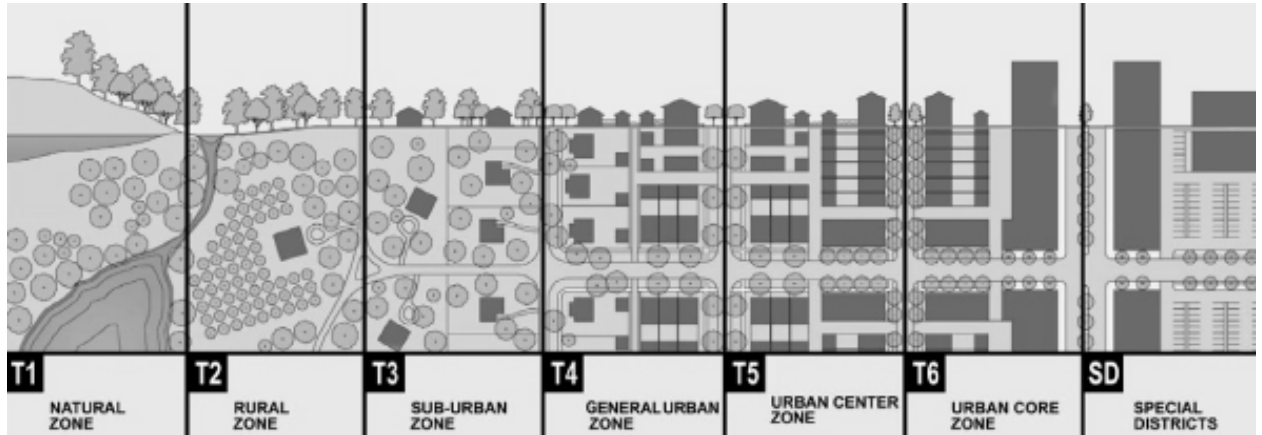 T1
NATURAL
ZONE
T2
RURAL
ZONE
T3
SUB-URBAN
ZONE
T4
GENERAL URBAN
ZONE
T5
URBAN CENTER
ZONE
T6
URBAN CORE
ZONE
SD
SPECIAL
DISTRICTS